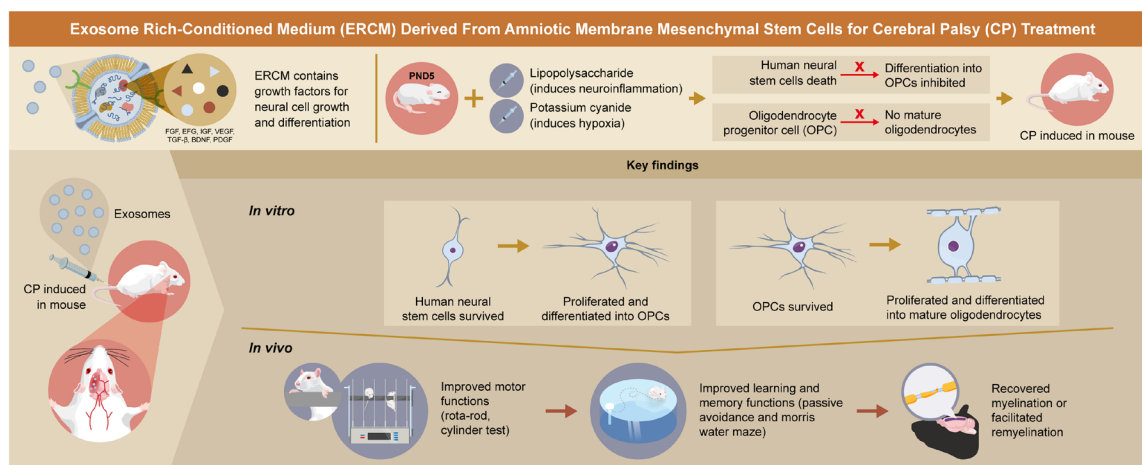 Exosome Rich-Conditioned Medium (ERCM) Derived From Amniotic Membrane Mesenchymal Stem Cells for Cerebral Palsy (CP) Treatment
FGF, EFG, IGF, VEGF,
TGF-β, BDNF, PDGF
ERCM contains
growth factors for
neural cell growth
and differentiation
PND5
Lipopolysaccharide
(induces neuroinflammation)
Potassium cyanide
(induces hypoxia)
Human neural
stem cells death
X
Differentiation into
OPCs inhibited
Oligodendrocyte
progenitor cell (OPC)
X
No mature
oligodendrocytes
CP induced in mouse
Key findings
Exosomes
CP induced
in mouse
In vitro
Human neural
stem cells survived
Proliferated and
differentiated into OPCs
OPCs survived
Proliferated and differentiated
into mature oligodendrocytes
In vivo
Improved motor
functions
(rota-rod,
cylinder test)
Improved learning and
memory functions (passive
avoidance and morris
water maze)
Recovered
myelination or
facilitated
remyelination